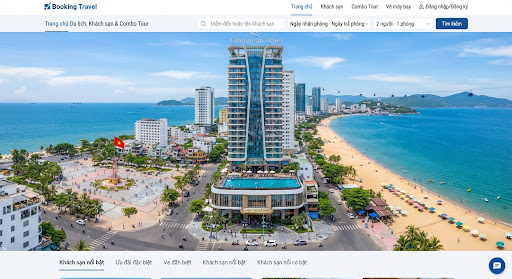 Booking Travel
Trang chủ Khách sạn Combo Tour Vé máy bay Đăng nhập/Đăng ký
Trang chủ Du lịch, Khách sạn & Combo Tour
Điểm đến hoặc tên khách sạn
Ngày nhận phòng - Ngày trả phòng
2 người - 1 phòng
Tìm kiếm
Khách sạn nổi bật Ưu đãi đặc biệt Vé đặn biệt Khách sạn nổi bật Khách sạn nổi bật